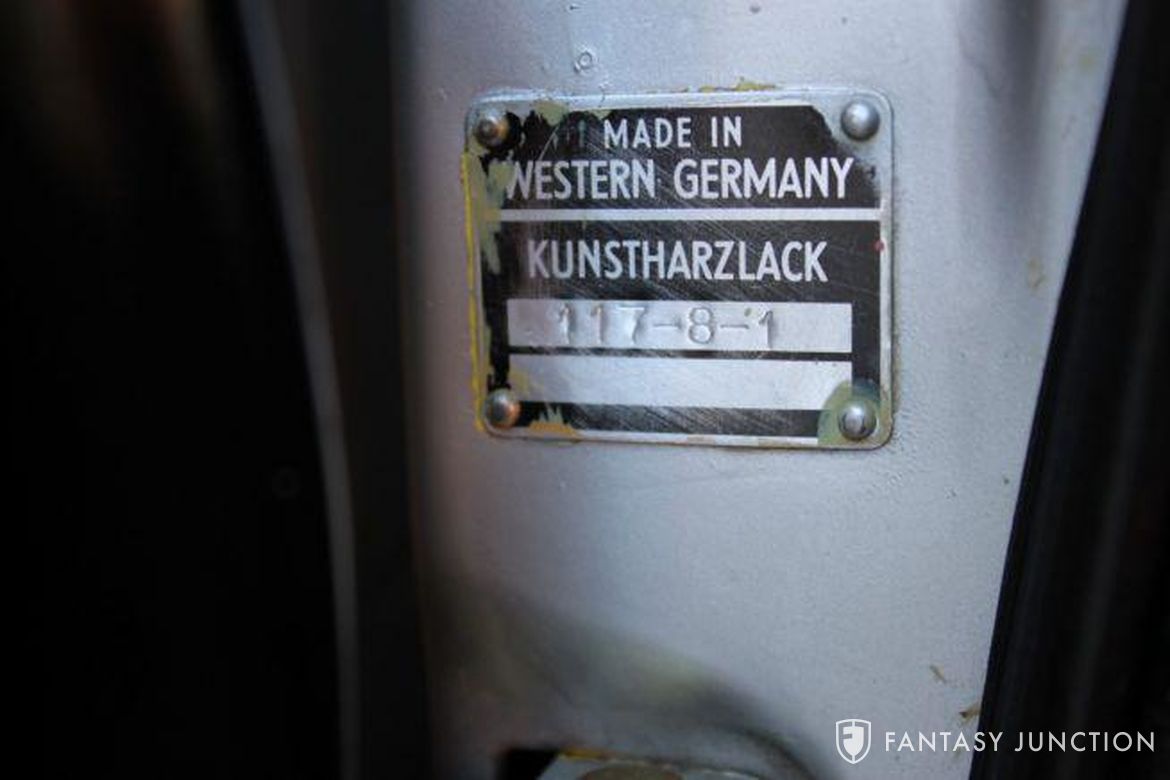 MADE IN
WESTERN GERMANY
KUNSTHARZLACK
117-8-1
FANTASY JUNCTION